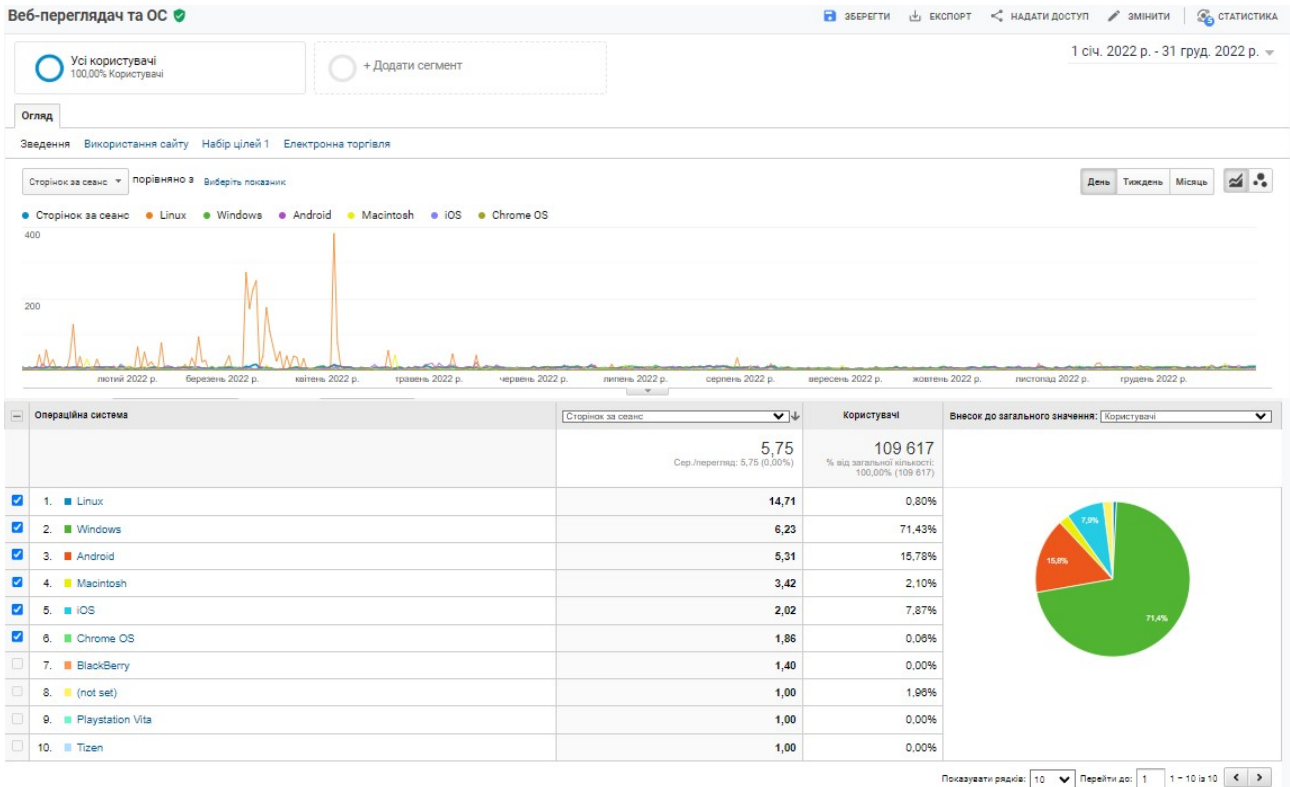 Веб-переглядач та ОС
ЗБЕРЕГТИ ЕКСПОРТ НАДАТИ ДОСТУП ЗМІНИТИ 5 СТАТИСТИКА
Усі користувачі
100,00% Користувачі
+ Додати сегмент
1 січ. 2022 р. - 31 груд. 2022 р.
Огляд
Зведення Використання сайту Набір цілей 1 Електронна торгівля
Сторінок за сеанс порівняно з Виберіть показник
День Тиждень Місяць
Сторінок за сеанс Linux Windows Android Macintosh iOS Chrome OS
400
200
лютий 2022 р. березень 2022 р. квітень 2022 р. травень 2022 р. червень 2022 р. липень 2022 р. серпень 2022 р. вересень 2022 р. жовтень 2022 р. листопад 2022 р. грудень 2022 р.
Операційна система Сторінок за сеанс Користувачі Внесок до загального значення: Користувачі
5,75 109 617
Сер./перегляд: 5,75 (0,00%) % від загальної кількості:
100,00% (109 617)
1. Linux 14,71 0,80%
2. Windows 6,23 71,43%
3. Android 5,31 15,78%
4. Macintosh 3,42 2,10%
5. iOS 2,02 7,87%
6. Chrome OS 1,86 0,06%
7. BlackBerry 1,40 0,00%
8. (not set) 1,00 1,96%
9. Playstation Vita 1,00 0,00%
10. Tizen 1,00 0,00%
7,9%
15,8%
71,4%
Показувати рядків: 10 Перейти до: 1 1 – 10 із 10